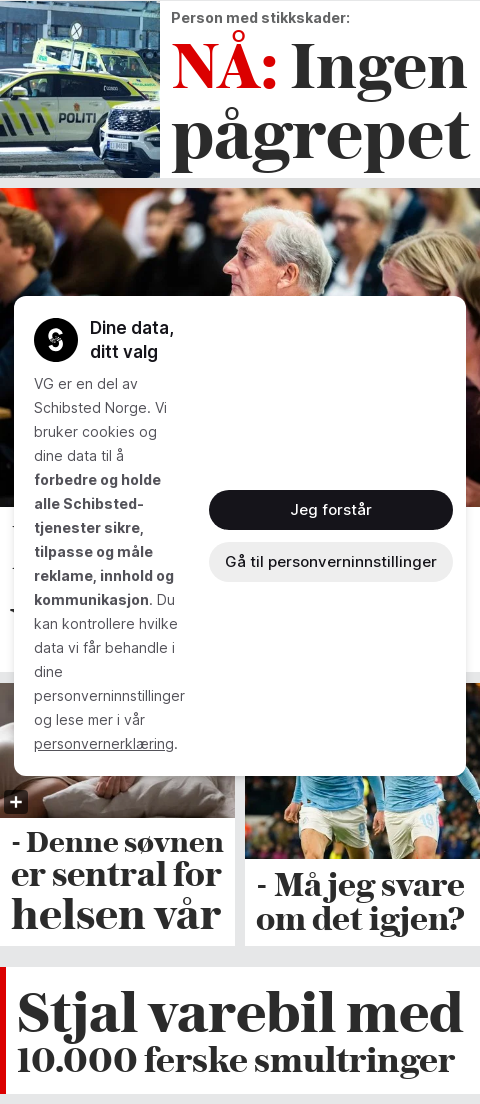 Person med stikkskader:
NÅ: Ingen
pågrepet
POLITI
Dine data,
ditt valg
VG er en del av
Schibsted Norge. Vi
bruker cookies og
dine data til å
forbedre og holde
alle Schibsted-
tjenester sikre,
tilpasse og måle
reklame, innhold og
kommunikasjon. Du
kan kontrollere hvilke
data vi får behandle i
dine
personverninnstillinger
og lese mer i vår
personvernerklæring.
Jeg forstår
Gå til personverninnstillinger
- Denne søvnen
er sentral for
helsen vår
- Må jeg svare
om det igjen?
Stjal varebil med
10.000 ferske smultringer